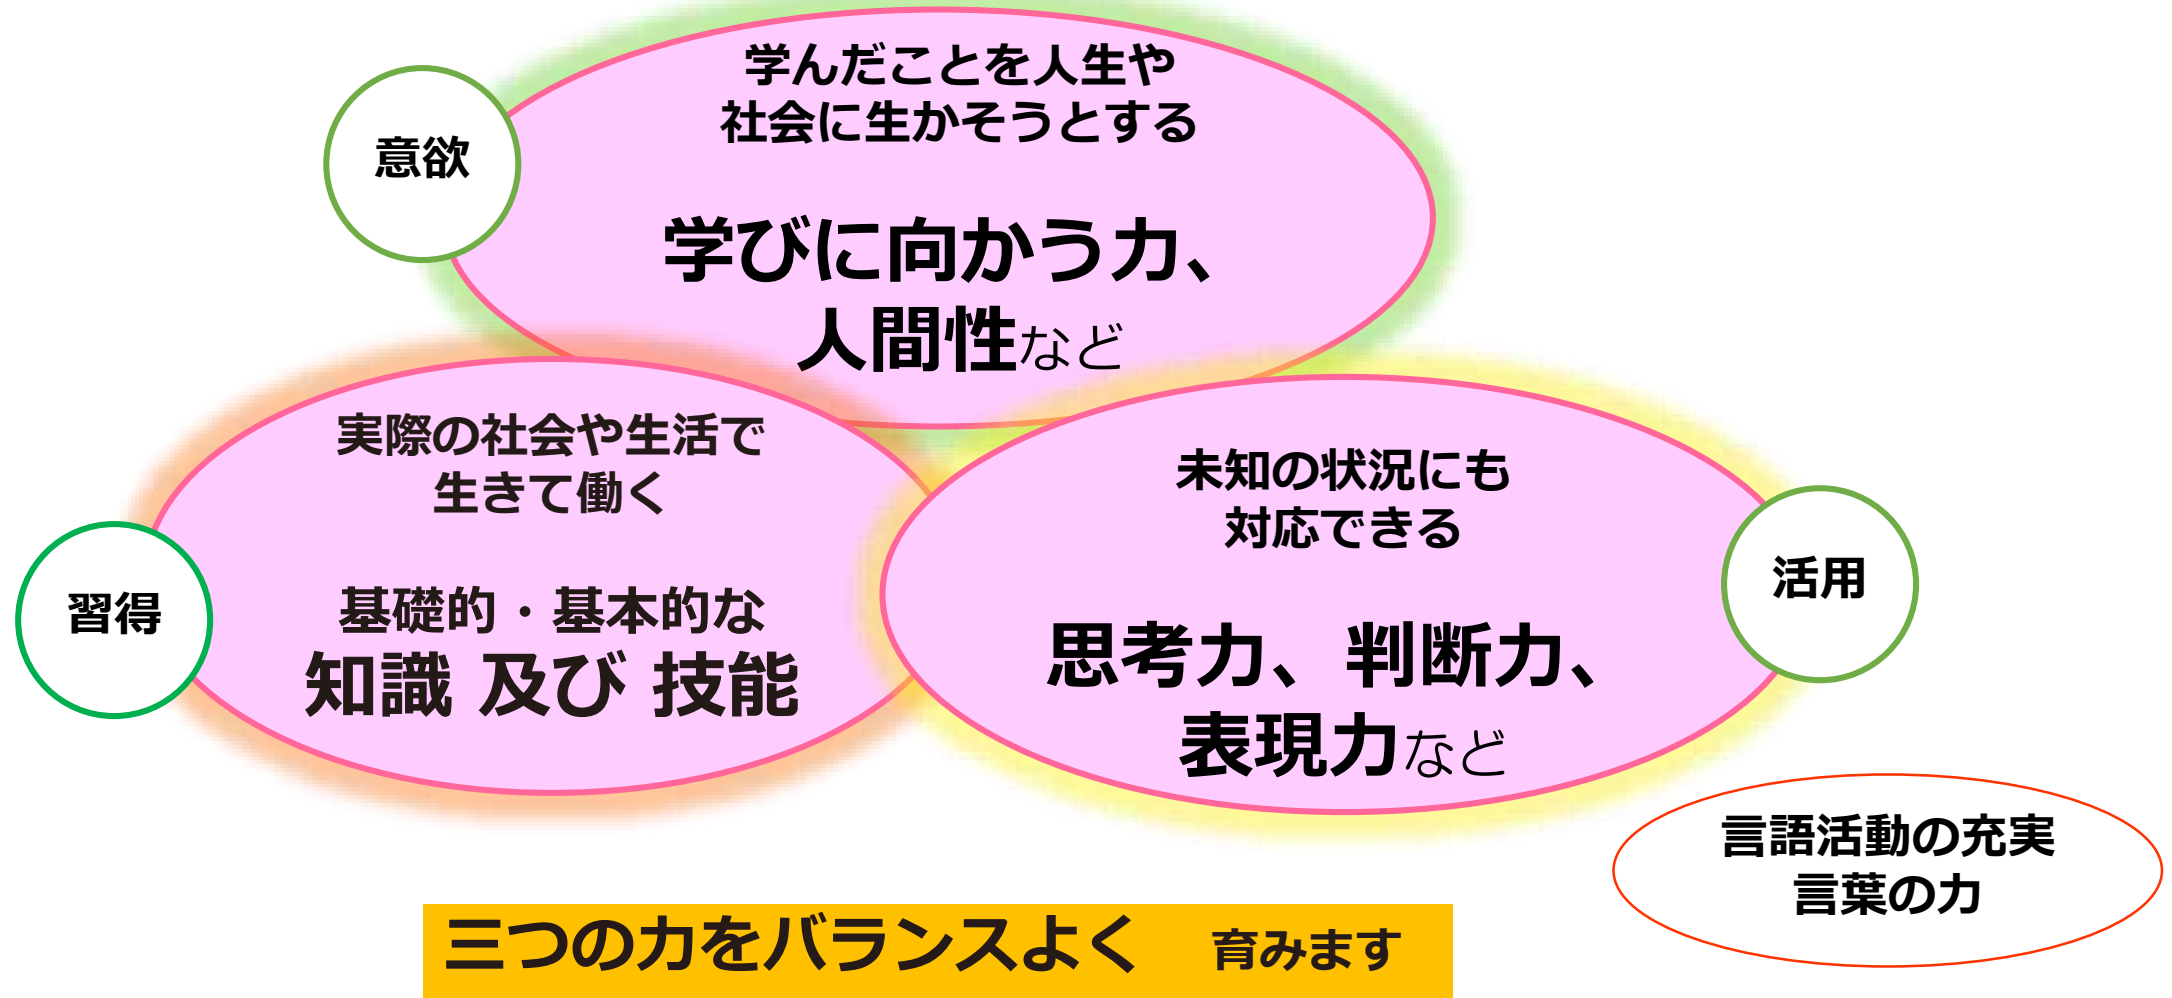 意欲
学んだことを人生や
社会に生かそうとする
学びに向かう力、
人間性など
習得
実際の社会や生活で
生きて働く
基礎的・基本的な
知識 及び 技能
未知の状況にも
対応できる
思考力、判断力、
表現力など
活用
言語活動の充実
言葉の力
三つの力をバランスよく　育みます